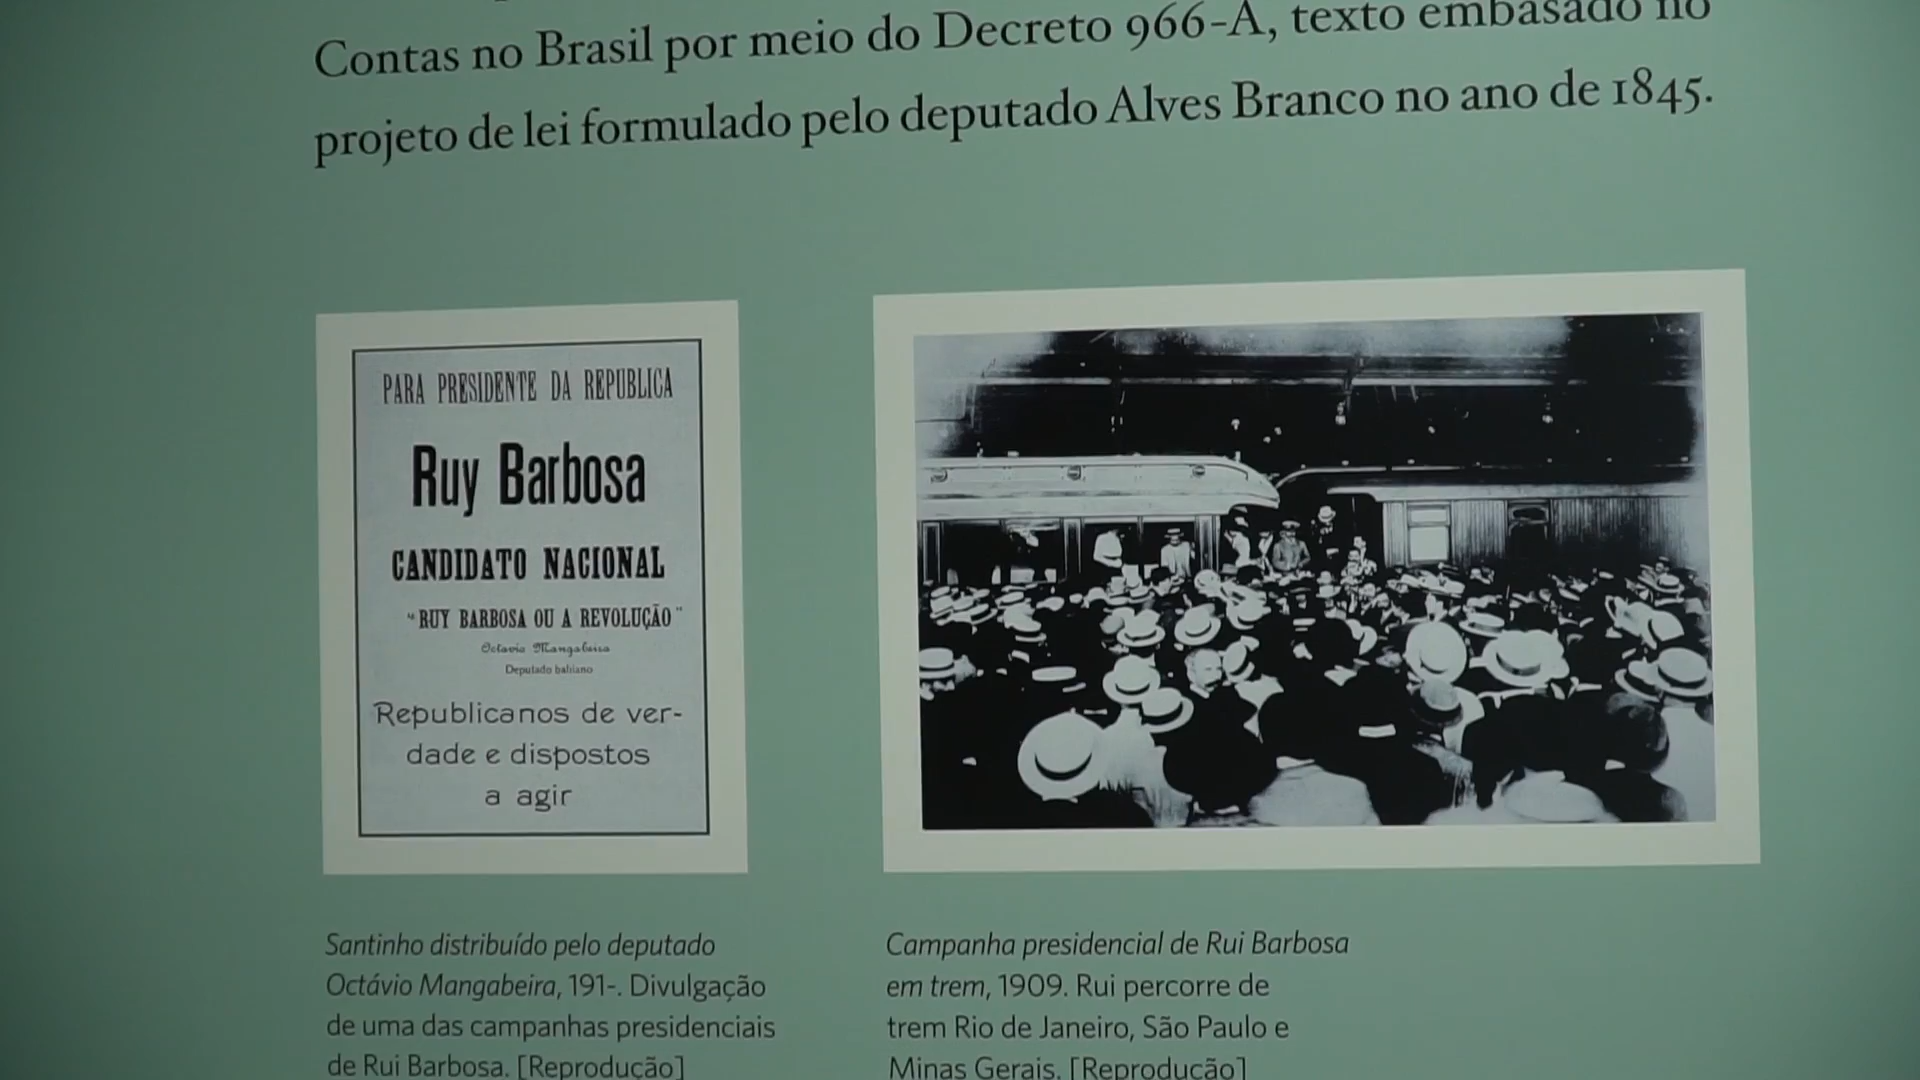 Contas no Brasil por meio do Decreto 966-A, texto embasado no
projeto de lei formulado pelo deputado Alves Branco no ano de 1845.
PARA PRESIDENTE DA REPUBLICA
Ruy Barbosa
CANDIDATO NACIONAL
"RUY BARBOSA OU A REVOLUÇÃO"
Octavio Mangabeira
Deputado bahiano
Republicanos de ver-
dade e dispostos
a agir
Santinho distribuído pelo deputado
Octávio Mangabeira, 191-. Divulgação
de uma das campanhas presidenciais
de Rui Barbosa. [Reprodução]
Campanha presidencial de Rui Barbosa
em trem, 1909. Rui percorre de
trem Rio de Janeiro, São Paulo e
Minas Gerais. [Reprodução]